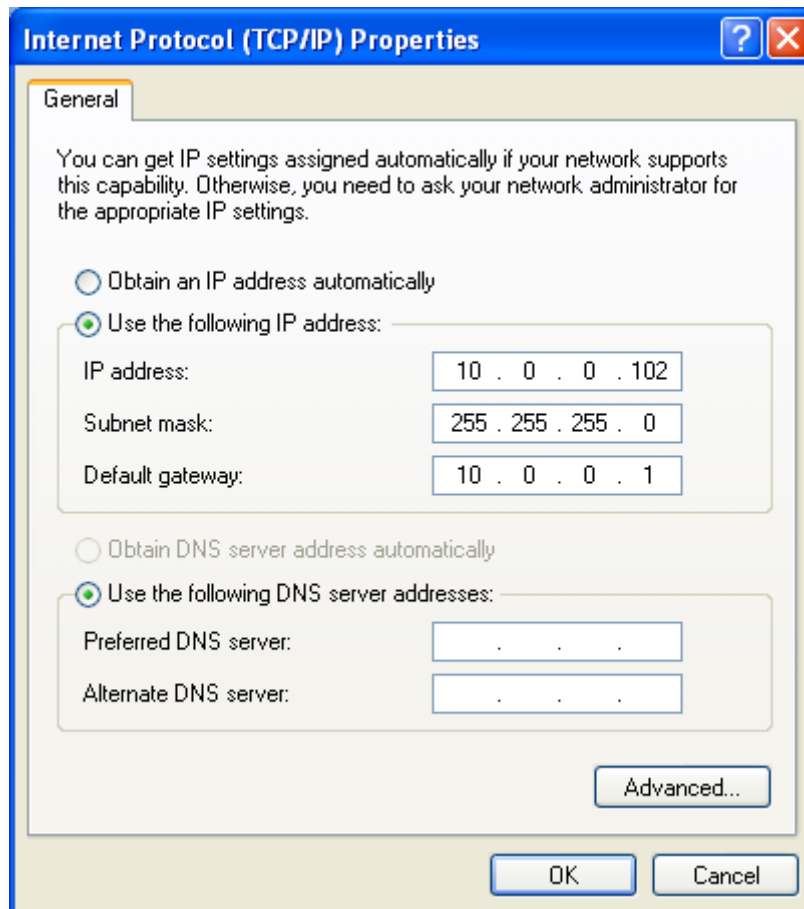 Internet Protocol (TCP/IP) Properties
General
You can get IP settings assigned automatically if your network supports
this capability. Otherwise, you need to ask your network administrator for
the appropriate IP settings.
Obtain an IP address automatically
Use the following IP address:
IP address: 10 . 0 . 0 . 102
Subnet mask: 255 . 255 . 255 . 0
Default gateway: 10 . 0 . 0 . 1
Obtain DNS server address automatically
Use the following DNS server addresses:
Preferred DNS server: . . .
Alternate DNS server: . . .
Advanced...
OK Cancel